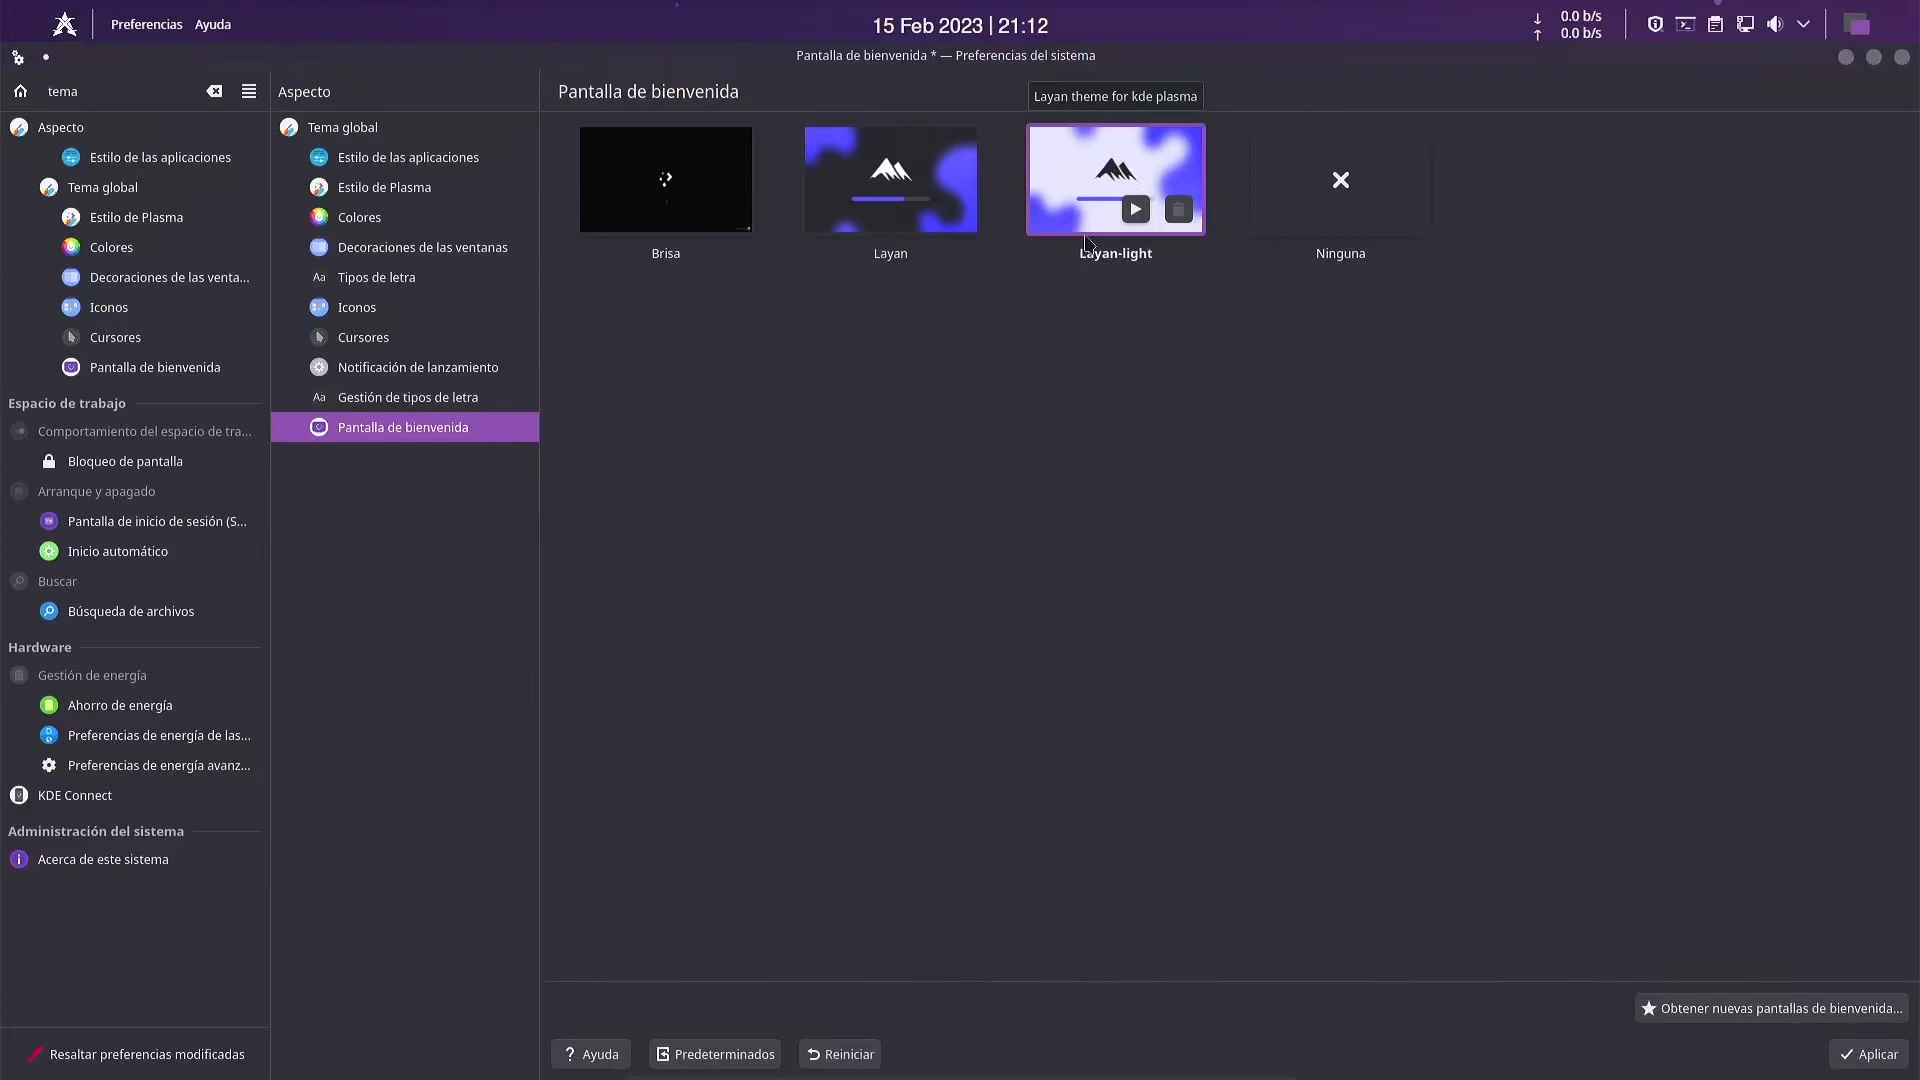 Preferencias Ayuda
15 Feb 2023 | 21:12
0.0 b/s
0.0 b/s
Pantalla de bienvenida * — Preferencias del sistema
tema
Aspecto
Estilo de las aplicaciones
Tema global
Estilo de Plasma
Colores
Decoraciones de las venta...
Iconos
Cursores
Pantalla de bienvenida
Espacio de trabajo
Comportamiento del espacio de tra...
Bloqueo de pantalla
Arranque y apagado
Pantalla de inicio de sesión (S...
Inicio automático
Buscar
Búsqueda de archivos
Hardware
Gestión de energía
Ahorro de energía
Preferencias de energía de las...
Preferencias de energía avanz...
KDE Connect
Administración del sistema
Acerca de este sistema
Resaltar preferencias modificadas
Aspecto
Tema global
Estilo de las aplicaciones
Estilo de Plasma
Colores
Decoraciones de las ventanas
Aa Tipos de letra
Iconos
Cursores
Notificación de lanzamiento
Aa Gestión de tipos de letra
Pantalla de bienvenida
Pantalla de bienvenida
Layan theme for kde plasma
Brisa
Layan
Layan-light
Ninguna
Obtener nuevas pantallas de bienvenida...
? Ayuda
Predeterminados
Reiniciar
Aplicar